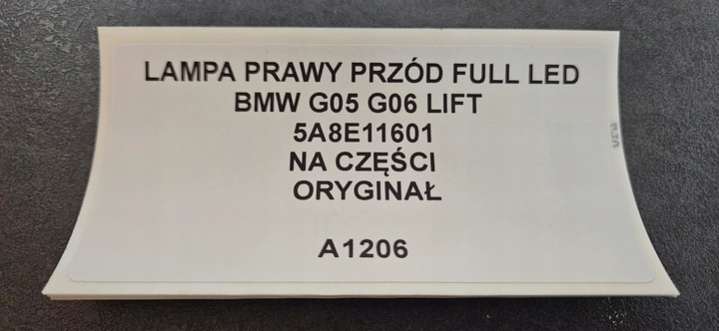 LAMPA PRAWY PRZÓD FULL LED
BMW G05 G06 LIFT
5A8E11601
NA CZĘŚCI
ORYGINAŁ
A1206